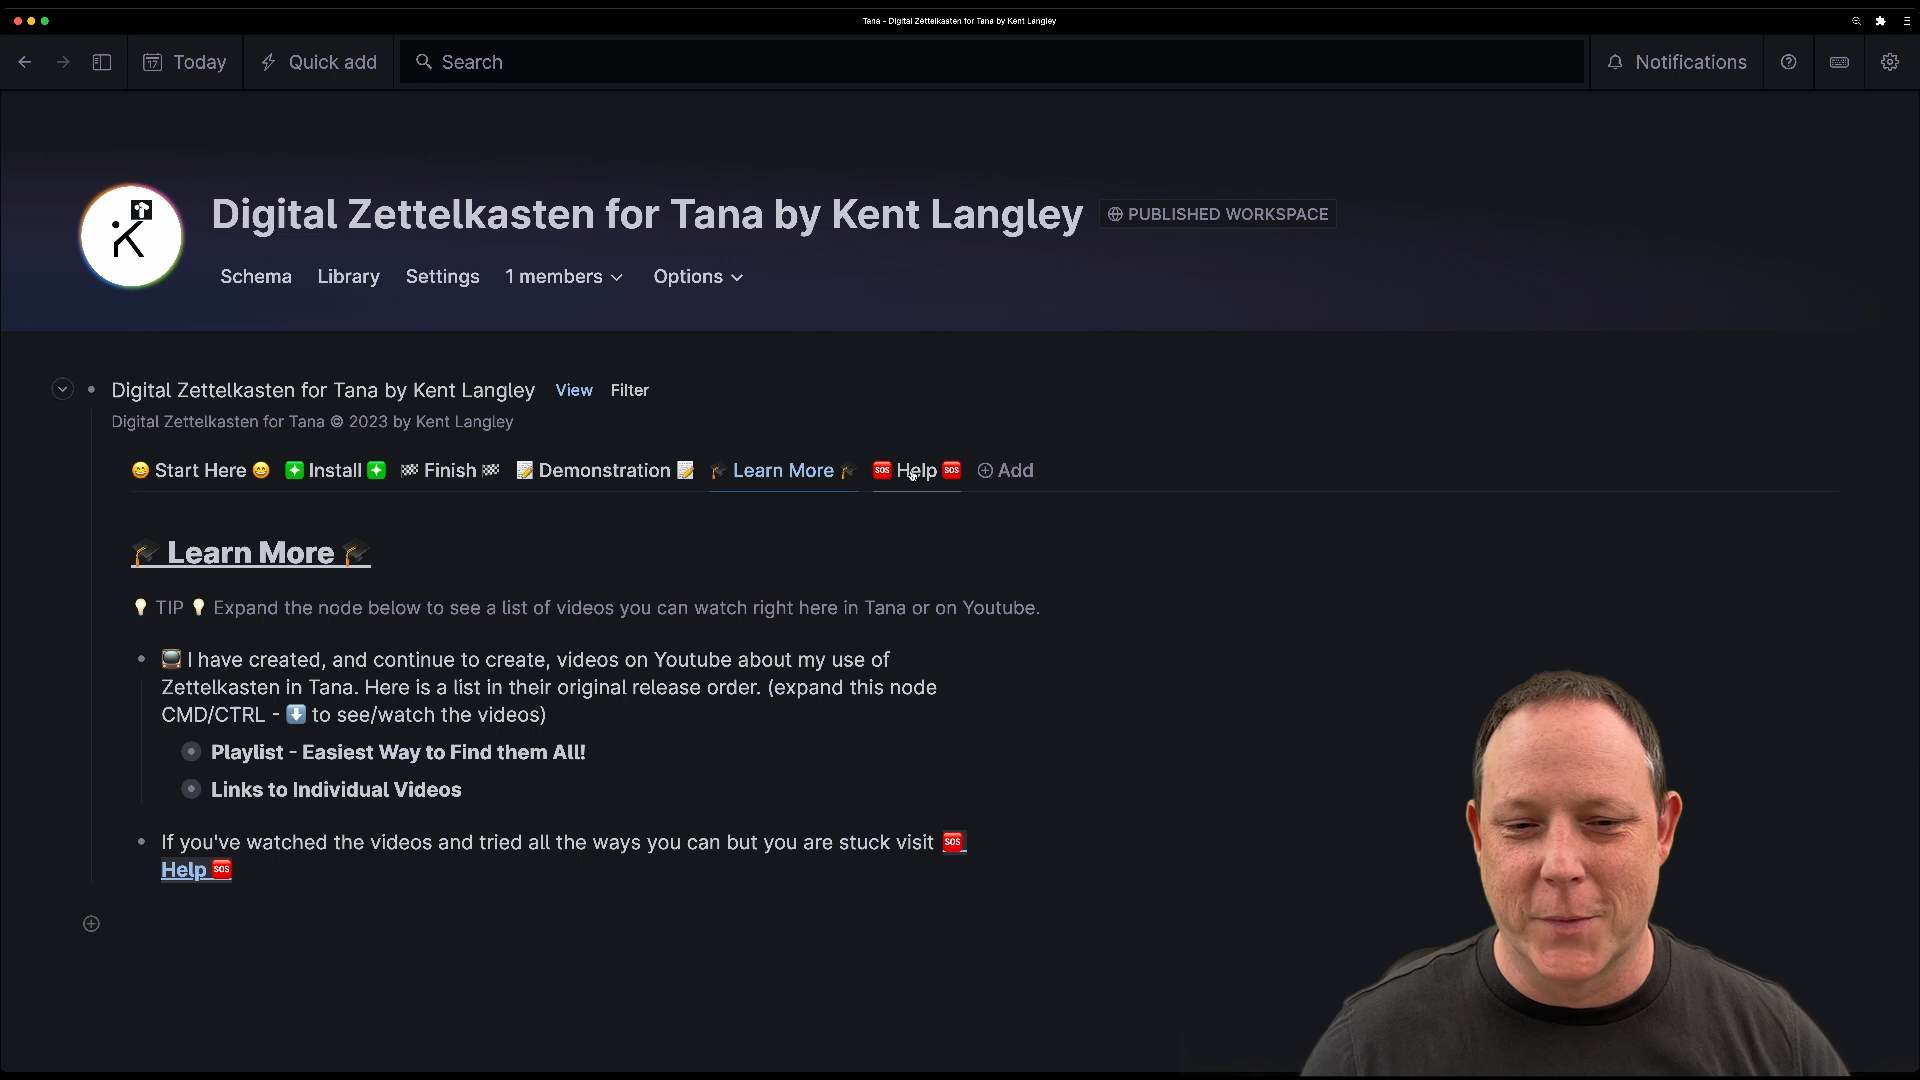 Tana - Digital Zettelkasten for Tana by Kent Langley
17 Today
Quick add
Search
Notifications
Digital Zettelkasten for Tana by Kent Langley
PUBLISHED WORKSPACE
Schema Library Settings 1 members Options
Digital Zettelkasten for Tana by Kent Langley View Filter
Digital Zettelkasten for Tana © 2023 by Kent Langley
😄 Start Here 😄 Install 🏁 Finish 🏁 📝 Demonstration 📝 🎓 Learn More 🎓 🆘 Help 🆘 Add
🎓 Learn More 🎓
💡 TIP 💡 Expand the node below to see a list of videos you can watch right here in Tana or on Youtube.
📺 I have created, and continue to create, videos on Youtube about my use of
Zettelkasten in Tana. Here is a list in their original release order. (expand this node
CMD/CTRL - ⬇️ to see/watch the videos)
Playlist - Easiest Way to Find them All!
Links to Individual Videos
If you've watched the videos and tried all the ways you can but you are stuck visit 🆘
Help 🆘